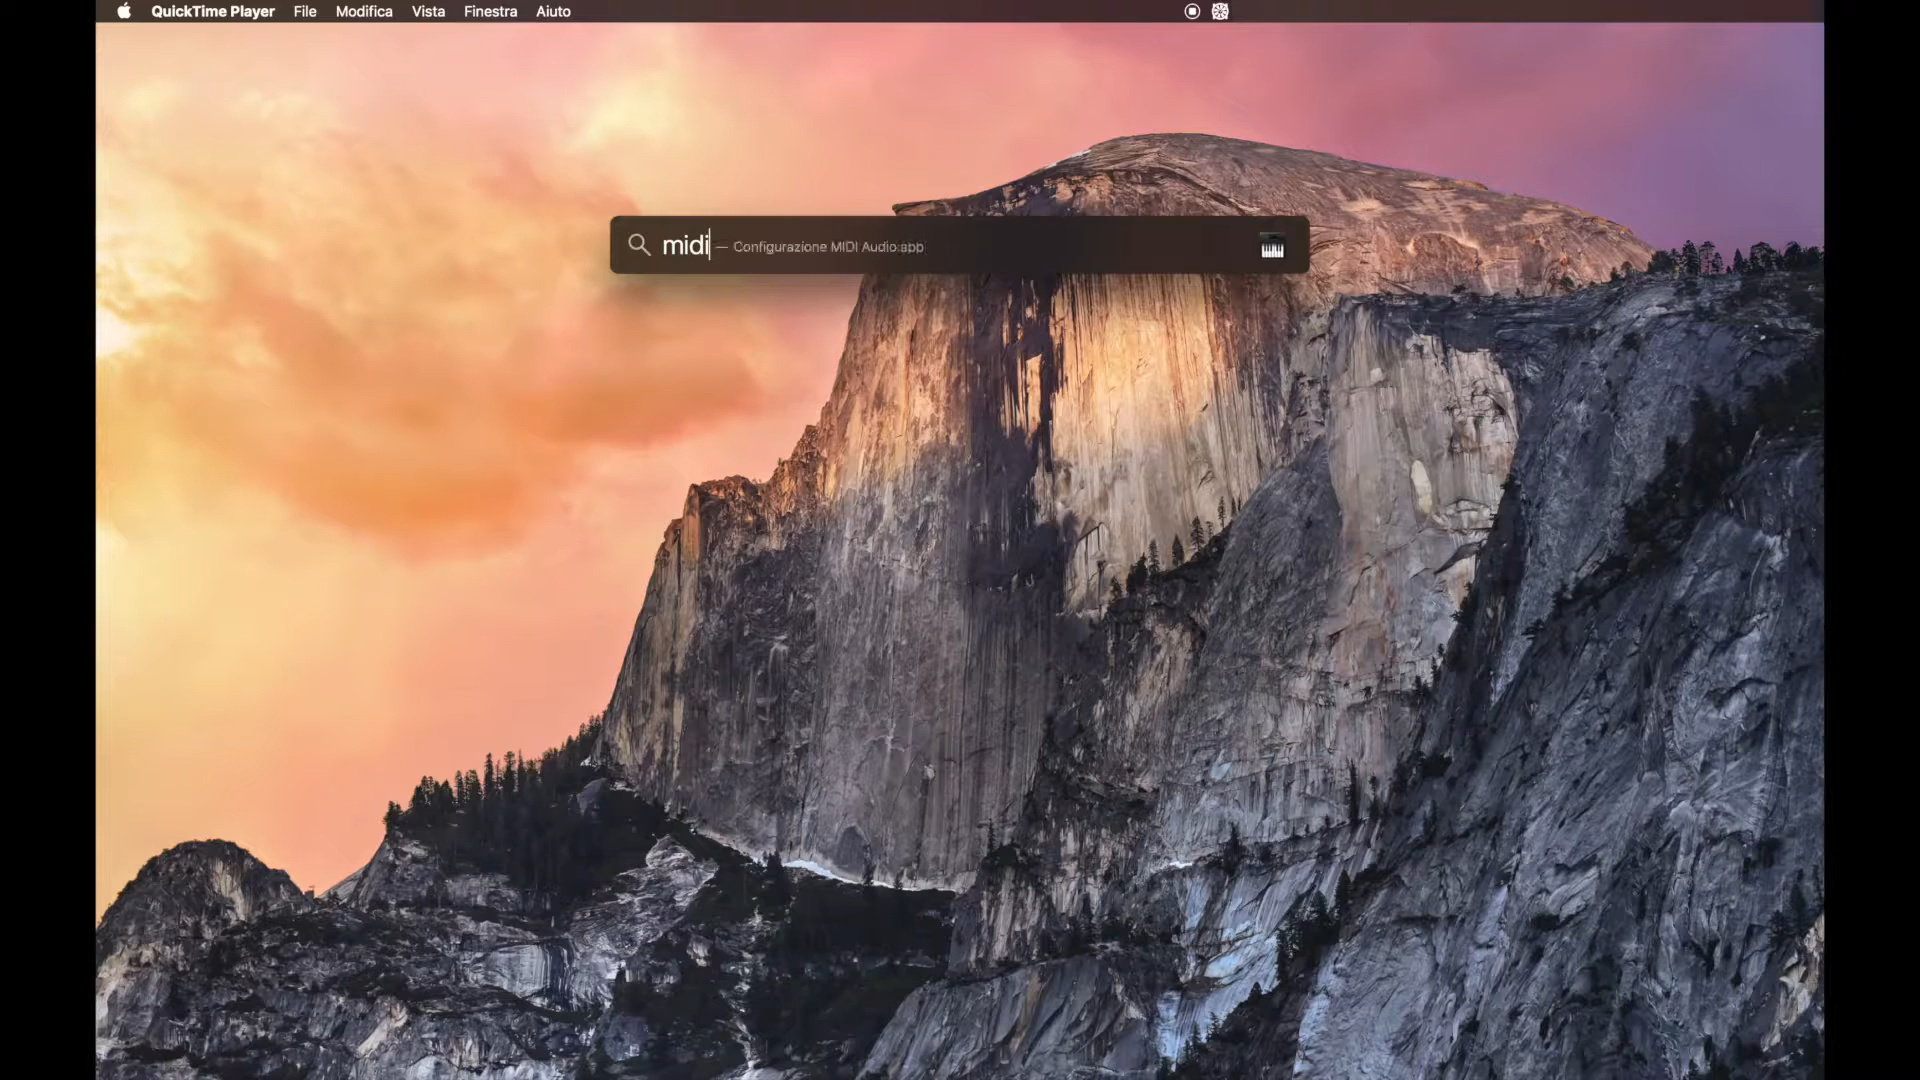 QuickTime Player File Modifica Vista Finestra Aiuto
midi — Configurazione MIDI Audio.app